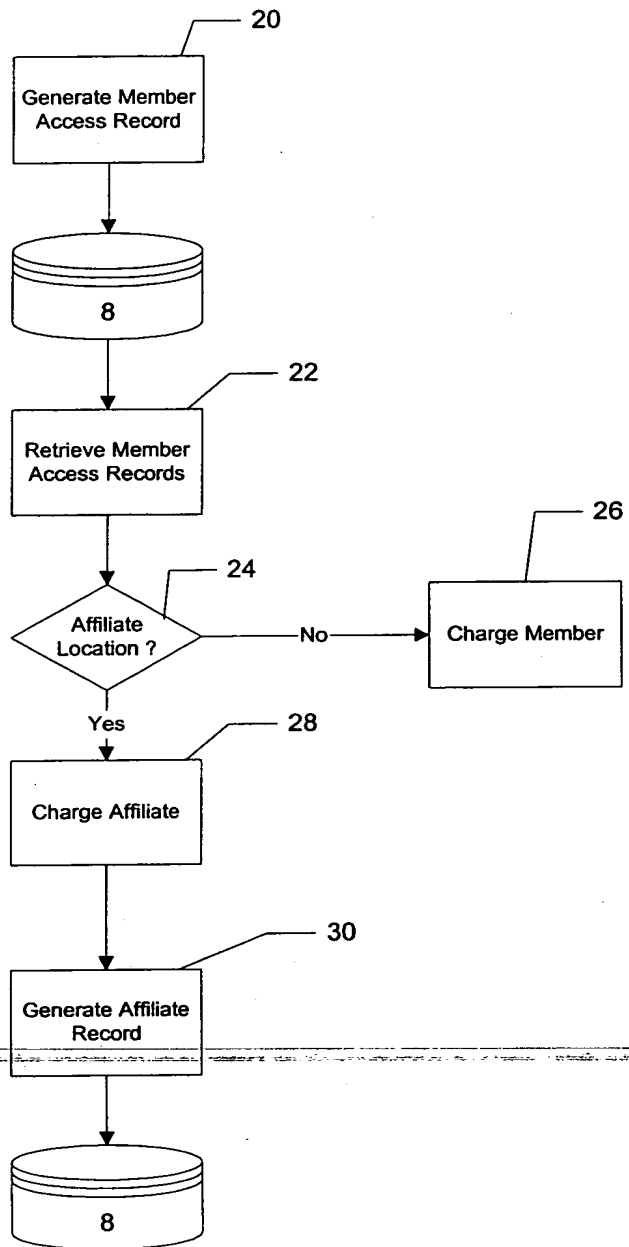 20
Generate Member
Access Record
8
22
Retrieve Member
Access Records
24
Affiliate
Location ?
No
26
Charge Member
Yes
28
Charge Affiliate
30
Generate Affiliate
Record
8